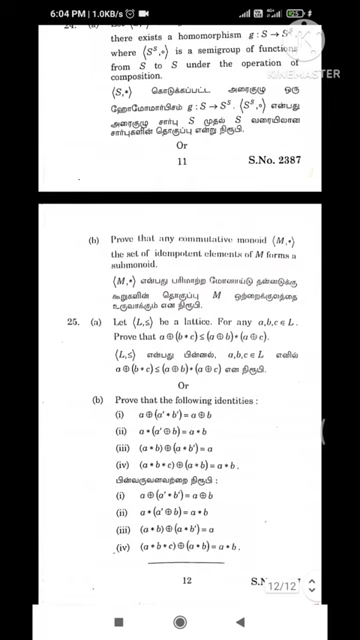 6:04 PM | 1.0KB/s
24. (a)
there exists a homomorphism g : S → S^S
where ⟨S^S, ∘⟩ is a semigroup of functions
from S to S under the operation of
composition.
KINEMASTER
⟨S,*⟩ கொடுக்கப்பட்ட அரைகுழு ஒரு
ஹோமோமார்பிசம் g : S → S^S. ⟨S^S, ∘⟩ என்பது
அரைகுழு சார்பு S முதல் S வரையிலான
சார்புகளின் தொகுப்பு என்று நிரூபி.
Or
11 S.No. 2387
(b) Prove that any commutative monoid ⟨M,*⟩
the set of idempotent elements of M forms a
submonoid.
⟨M,*⟩ என்பது பரிமாற்ற மோனாய்டு தன்னடுக்கு
கூறுகளின் தொகுப்பு M ஒற்றைக்குலத்தை
உருவாக்கும் என நிரூபி.
25. (a) Let ⟨L,≤⟩ be a lattice. For any a,b,c ∈ L.
Prove that a ⊕ (b * c) ≤ (a ⊕ b) * (a ⊕ c).
⟨L,≤⟩ என்பது பின்னல், a,b,c ∈ L எனில்
a ⊕ (b * c) ≤ (a ⊕ b) * (a ⊕ c) என நிரூபி.
Or
(b) Prove that the following identities :
(i) a ⊕ (a' * b') = a ⊕ b
(ii) a * (a' ⊕ b) = a * b
(iii) (a * b) ⊕ (a * b') = a
(iv) (a * b * c) ⊕ (a * b) = a * b.
பின்வருவனவற்றை நிரூபி :
(i) a ⊕ (a' * b') = a ⊕ b
(ii) a * (a' ⊕ b) = a * b
(iii) (a * b) ⊕ (a * b') = a
(iv) (a * b * c) ⊕ (a * b) = a * b.
12 12/12